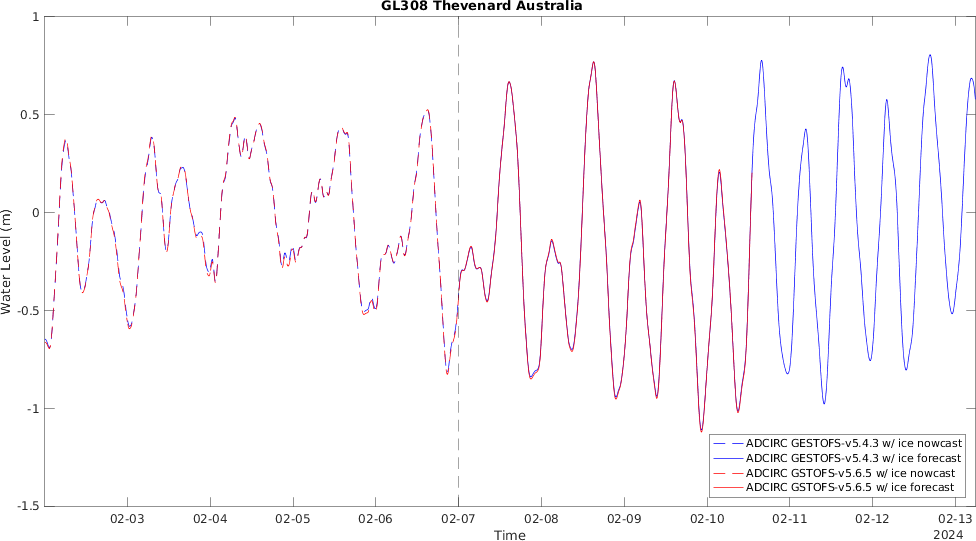 GL308 Thevenard Australia
1
0.5
0
-0.5
-1
-1.5
Water Level (m)
ADCIRC GESTOFS-v5.4.3 w/ ice nowcast
ADCIRC GESTOFS-v5.4.3 w/ ice forecast
ADCIRC GSTOFS-v5.6.5 w/ ice nowcast
ADCIRC GSTOFS-v5.6.5 w/ ice forecast
02-03 02-04 02-05 02-06 02-07 02-08 02-09 02-10 02-11 02-12 02-13
Time
2024